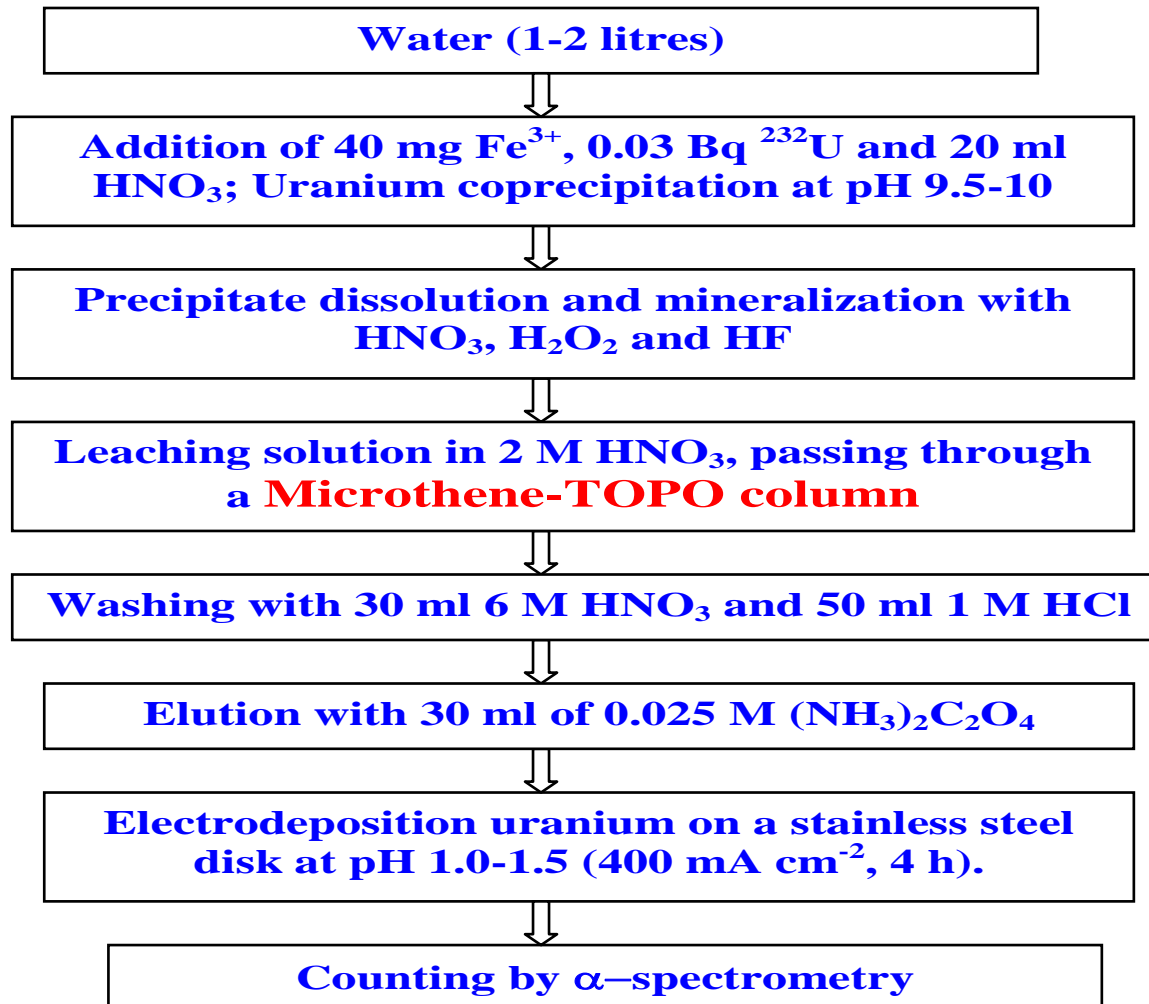 Water (1-2 litres)
Addition of 40 mg Fe³⁺, 0.03 Bq ²³²U and 20 ml
HNO₃; Uranium coprecipitation at pH 9.5-10
Precipitate dissolution and mineralization with
HNO₃, H₂O₂ and HF
Leaching solution in 2 M HNO₃, passing through
a Microthene-TOPO column
Washing with 30 ml 6 M HNO₃ and 50 ml 1 M HCl
Elution with 30 ml of 0.025 M (NH₃)₂C₂O₄
Electrodeposition uranium on a stainless steel
disk at pH 1.0-1.5 (400 mA cm⁻², 4 h).
Counting by α–spectrometry